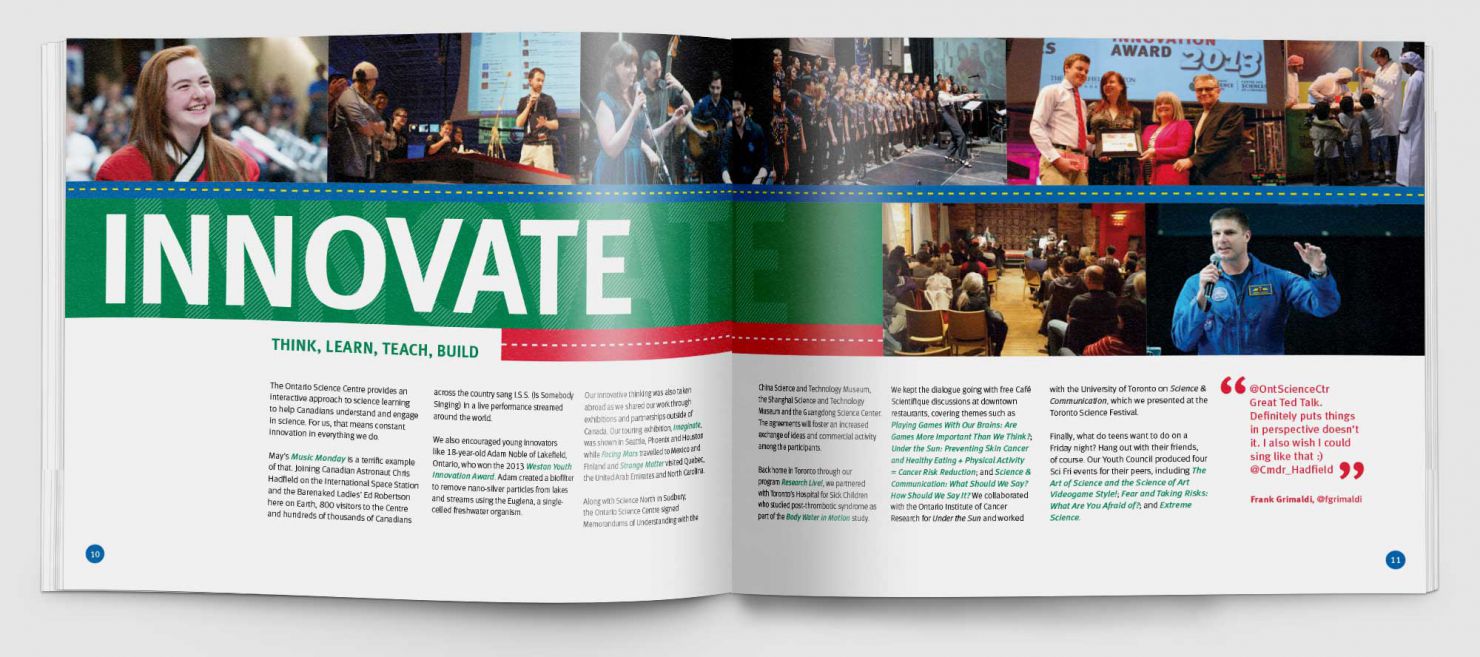 INNOVATION
AWARD
2013
INNOVATE
THINK, LEARN, TEACH, BUILD
The Ontario Science Centre provides an
interactive approach to science learning
to help Canadians understand and engage
in science. For us, that means constant
innovation in everything we do.
May's Music Monday is a terrific example
of that. Joining Canadian Astronaut Chris
Hadfield on the International Space Station
and the Barenaked Ladies' Ed Robertson
here on Earth, 800 visitors to the Centre
and hundreds of thousands of Canadians
across the country sang I.S.S. (Is Somebody
Singing) in a live performance streamed
around the world.
We also encouraged young innovators
like 18-year-old Adam Noble of Lakefield,
Ontario, who won the 2013 Weston Youth
Innovation Award. Adam created a biofilter
to remove nano-silver particles from lakes
and streams using the Euglena, a single-
celled freshwater organism.
Our innovative thinking was also taken
abroad as we shared our work through
exhibitions and partnerships outside of
Canada. Our touring exhibition, Imaginate,
was shown in Seattle, Phoenix and Houston
while Facing Mars travelled to Mexico and
Finland and Strange Matter visited Quebec,
the United Arab Emirates and North Carolina.
Along with Science North in Sudbury,
the Ontario Science Centre signed
Memorandums of Understanding with the
China Science and Technology Museum,
the Shanghai Science and Technology
Museum and the Guangdong Science Center.
The agreements will foster an increased
exchange of ideas and commercial activity
among the participants.
Back home in Toronto through our
program Research Live!, we partnered
with Toronto's Hospital for Sick Children
who studied post-thrombotic syndrome as
part of the Body Water in Motion study.
We kept the dialogue going with free Café
Scientifique discussions at downtown
restaurants, covering themes such as
Playing Games With Our Brains: Are
Games More Important Than We Think?;
Under the Sun: Preventing Skin Cancer
and Healthy Eating + Physical Activity
= Cancer Risk Reduction; and Science &
Communication: What Should We Say?
How Should We Say It? We collaborated
with the Ontario Institute of Cancer
Research for Under the Sun and worked
with the University of Toronto on Science &
Communication, which we presented at the
Toronto Science Festival.
Finally, what do teens want to do on a
Friday night? Hang out with their friends,
of course. Our Youth Council produced four
Sci Fri events for their peers, including The
Art of Science and the Science of Art
Videogame Style!; Fear and Taking Risks:
What Are You Afraid of?; and Extreme
Science.
“ @OntScienceCtr
Great Ted Talk.
Definitely puts things
in perspective doesn't
it. I also wish I could
sing like that :)
@Cmdr_Hadfield ”
Frank Grimaldi, @fgrimaldi
10
11